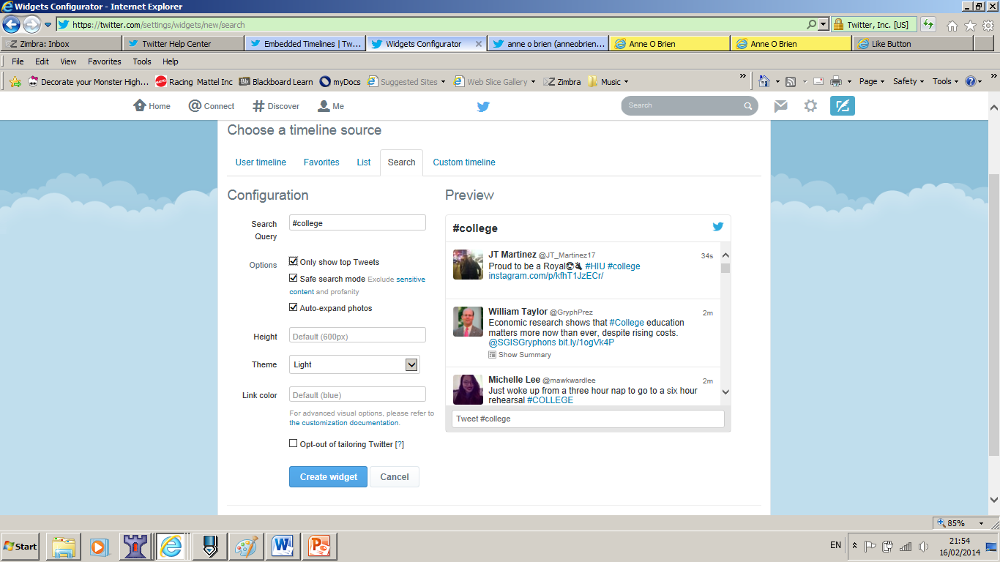 Widgets Configurator - Internet Explorer
https://twitter.com/settings/widgets/new/search
Twitter, Inc. [US]
Zimbra: Inbox
Twitter Help Center
Embedded Timelines | Tw...
Widgets Configurator
anne o brien (anneobrien...
Anne O Brien
Anne O Brien
Like Button
File Edit View Favorites Tools Help
Decorate your Monster High...
Racing Mattel Inc
Blackboard Learn
myDocs
Suggested Sites
Web Slice Gallery
Zimbra
Music
Page
Safety
Tools
Home
Connect
Discover
Me
Search
Choose a timeline source
User timeline
Favorites
List
Search
Custom timeline
Configuration
Search
Query
#college
Options
Only show top Tweets
Safe search mode Exclude sensitive
content and profanity
Auto-expand photos
Height
Default (600px)
Theme
Light
Link color
Default (blue)
For advanced visual options, please refer to
the customization documentation.
Opt-out of tailoring Twitter [?]
Create widget
Cancel
Preview
#college
JT Martinez @JT_Martinez17
34s
Proud to be a Royal #HIU #college
instagram.com/p/kfhT1JzECr/
William Taylor @GryphPrez
2m
Economic research shows that #College education
matters more now than ever, despite rising costs.
@SGISGryphons bit.ly/1ogVk4P
Show Summary
Michelle Lee @mawkwardlee
2m
Just woke up from a three hour nap to go to a six hour
rehearsal #COLLEGE
Tweet #college
85%
Start
EN
21:54
16/02/2014